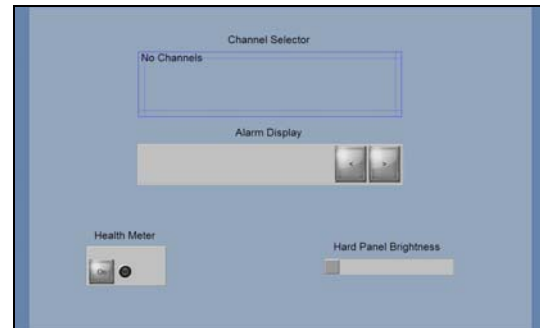 Channel Selector
No Channels
Alarm Display
< >
Health Meter
On
Hard Panel Brightness